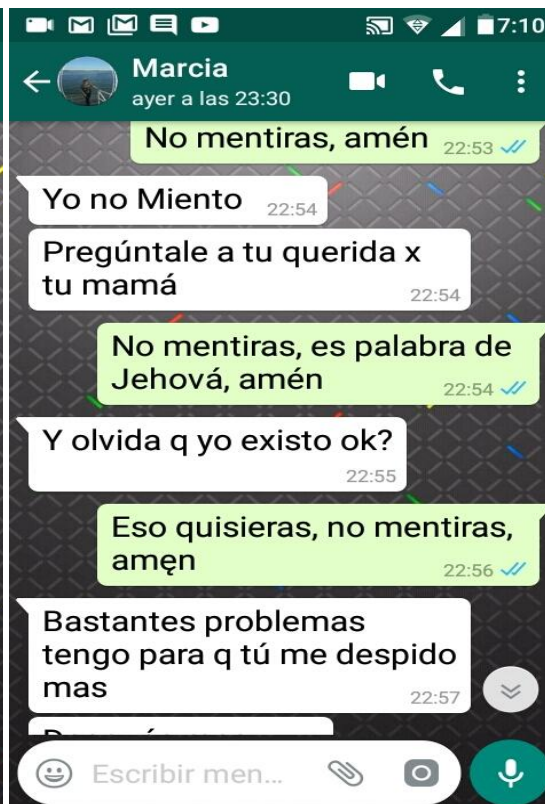 7:10
Marcia
ayer a las 23:30
No mentiras, amén 22:53
Yo no Miento 22:54
Pregúntale a tu querida x
tu mamá 22:54
No mentiras, es palabra de
Jehová, amén 22:54
Y olvida q yo existo ok?
22:55
Eso quisieras, no mentiras,
amęn 22:56
Bastantes problemas
tengo para q tú me despido
mas 22:57
Escribir men...